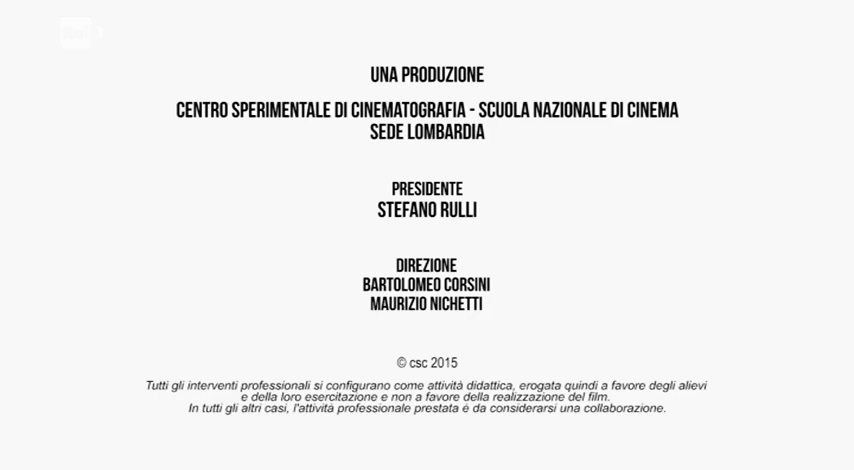 UNA PRODUZIONE
CENTRO SPERIMENTALE DI CINEMATOGRAFIA - SCUOLA NAZIONALE DI CINEMA
SEDE LOMBARDIA
PRESIDENTE
STEFANO RULLI
DIREZIONE
BARTOLOMEO CORSINI
MAURIZIO NICHETTI
© csc 2015
Tutti gli interventi professionali si configurano come attività didattica, erogata quindi a favore degli alievi
e della loro esercitazione e non a favore della realizzazione del film.
In tutti gli altri casi, l'attività professionale prestata è da considerarsi una collaborazione.